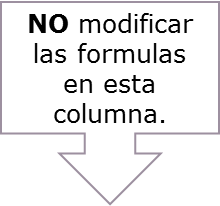 NO modificar
las formulas
en esta
columna.